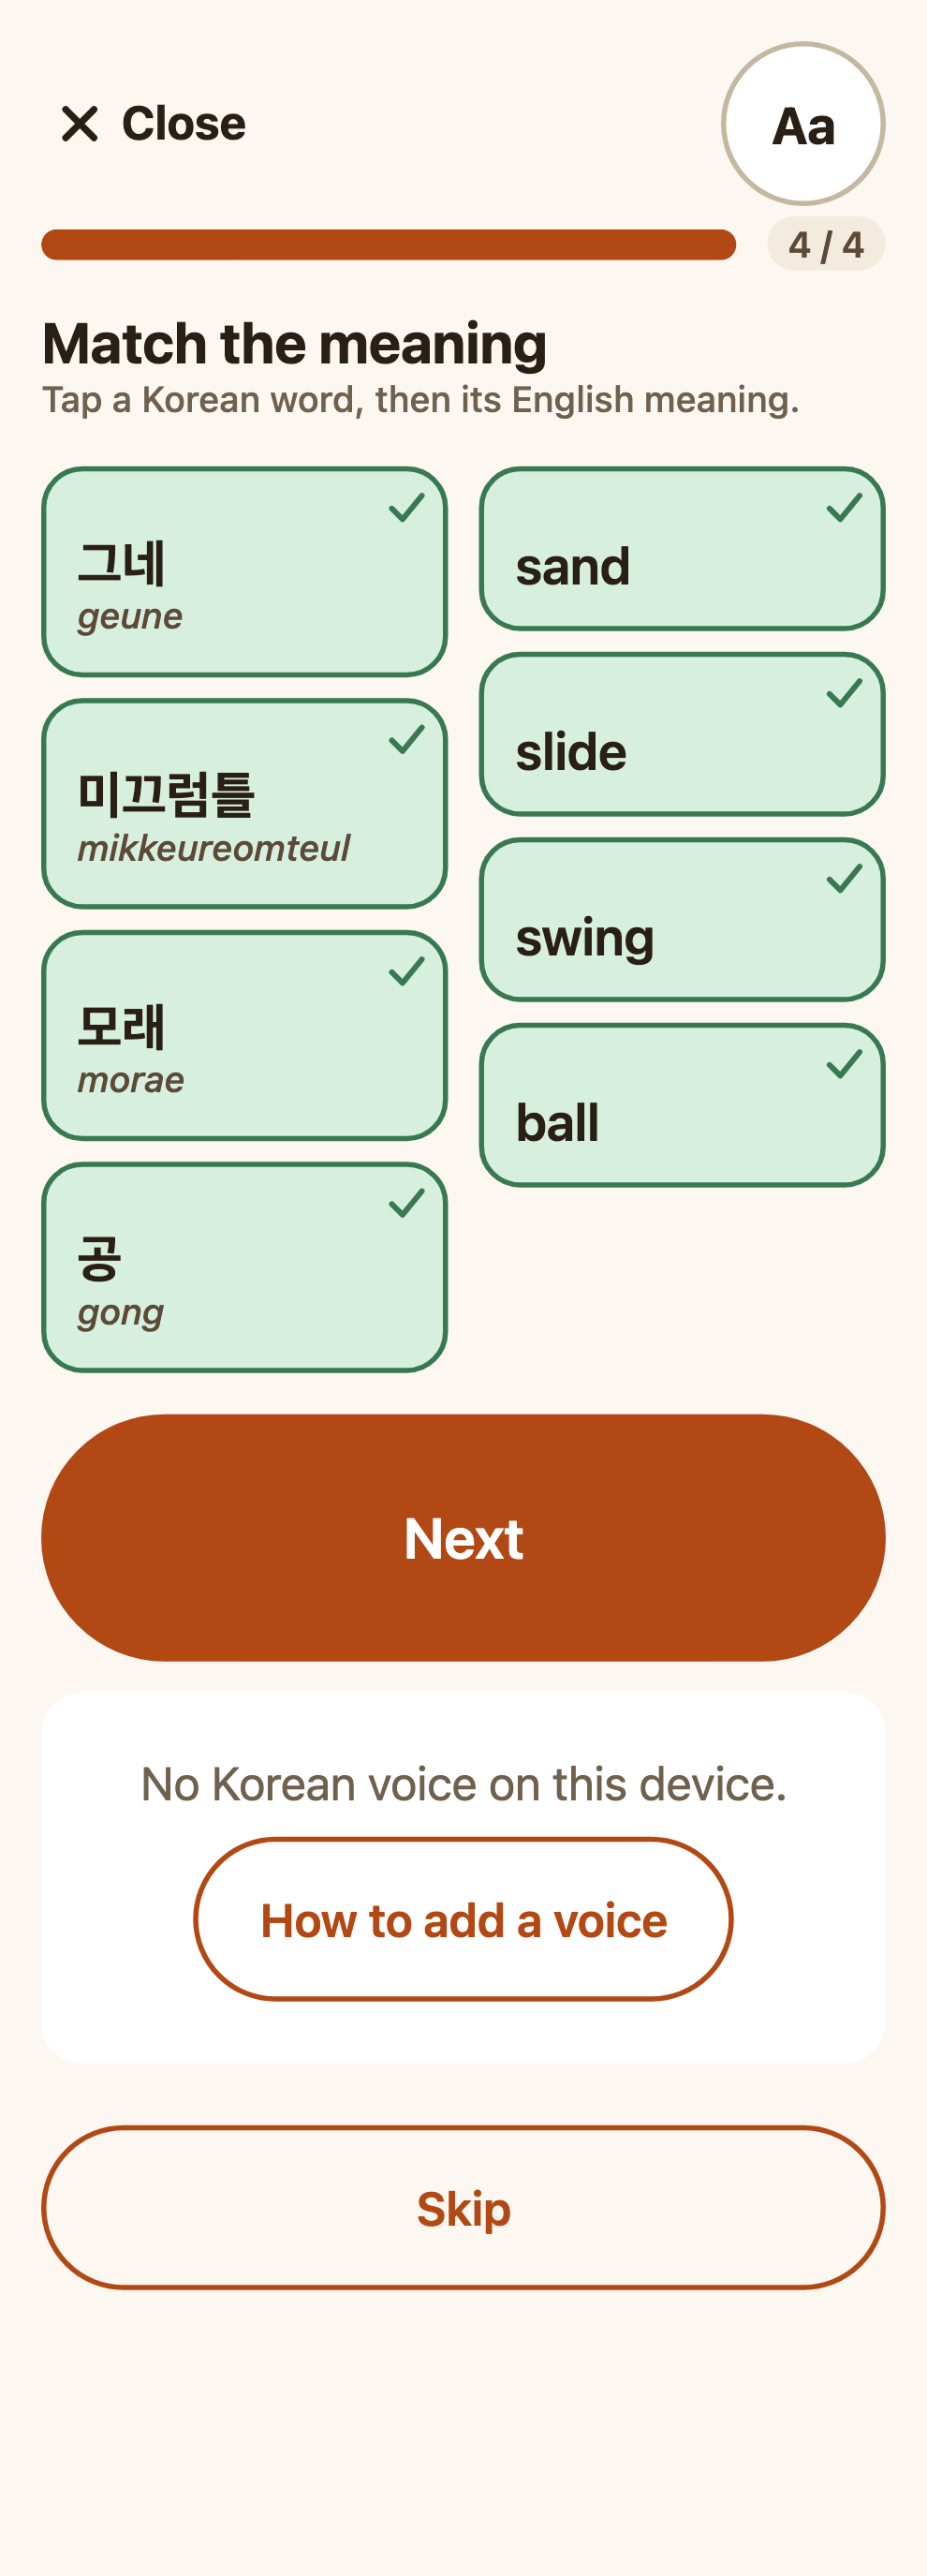 Close
Aa
4 / 4
Match the meaning
Tap a Korean word, then its English meaning.
그네
geune
미끄럼틀
mikkeureomteul
모래
morae
공
gong
sand
slide
swing
ball
Next
No Korean voice on this device.
How to add a voice
Skip